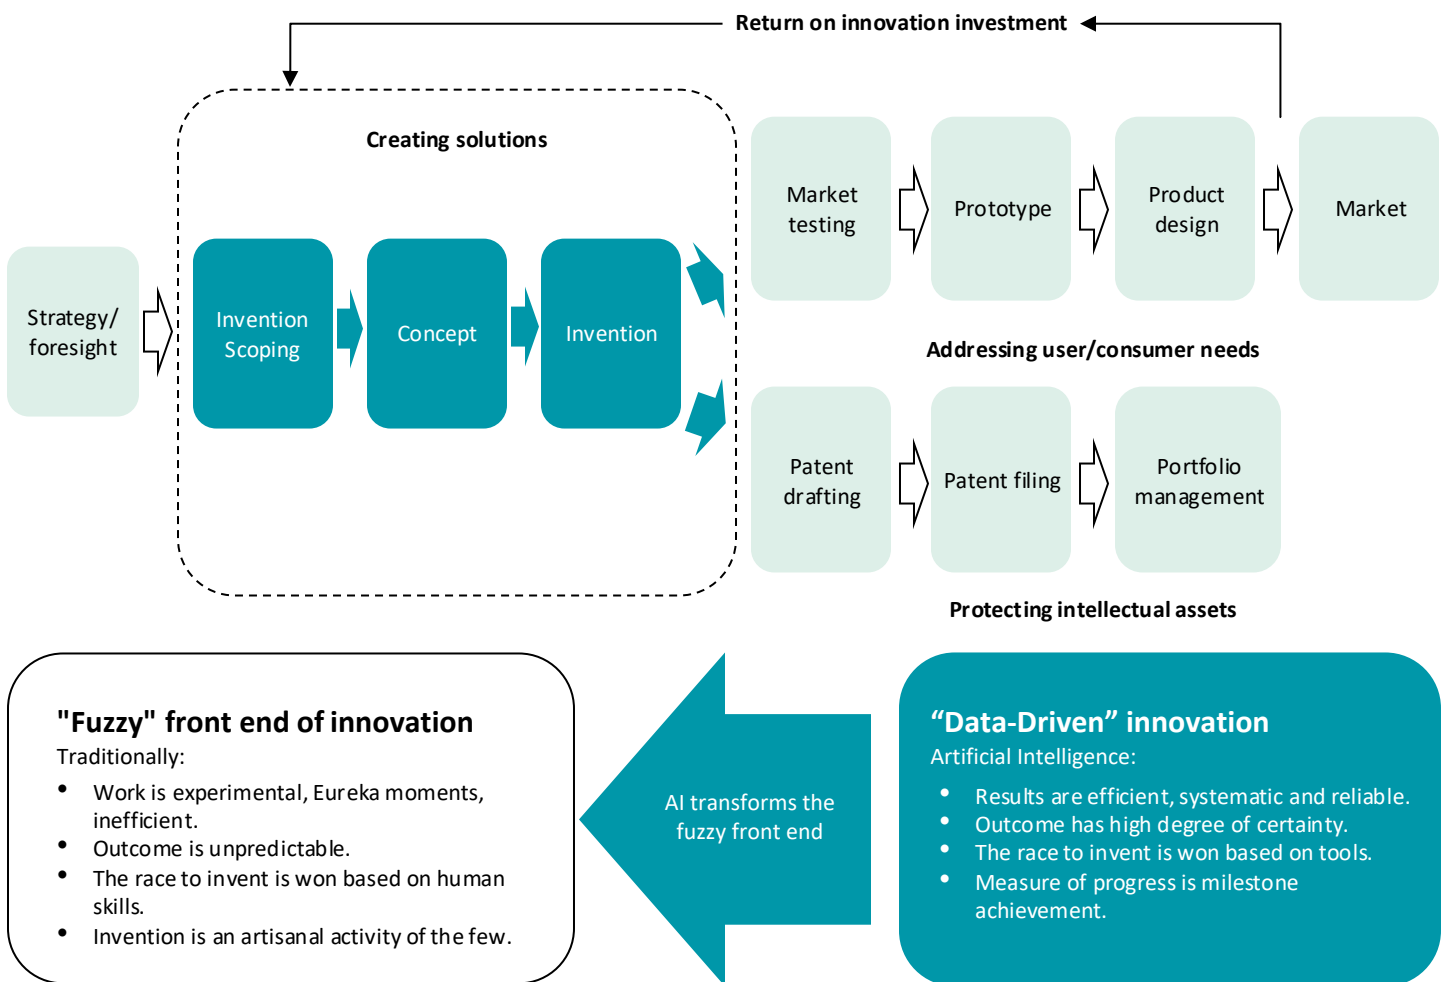 Return on innovation investment
Creating solutions
Strategy/
foresight
Invention
Scoping
Concept
Invention
Market
testing
Prototype
Product
design
Market
Addressing user/consumer needs
Patent
drafting
Patent filing
Portfolio
management
Protecting intellectual assets
"Fuzzy" front end of innovation
Traditionally:
• Work is experimental, Eureka moments,
inefficient.
• Outcome is unpredictable.
• The race to invent is won based on human
skills.
• Invention is an artisanal activity of the few.
AI transforms the
fuzzy front end
“Data-Driven” innovation
Artificial Intelligence:
• Results are efficient, systematic and reliable.
• Outcome has high degree of certainty.
• The race to invent is won based on tools.
• Measure of progress is milestone
achievement.